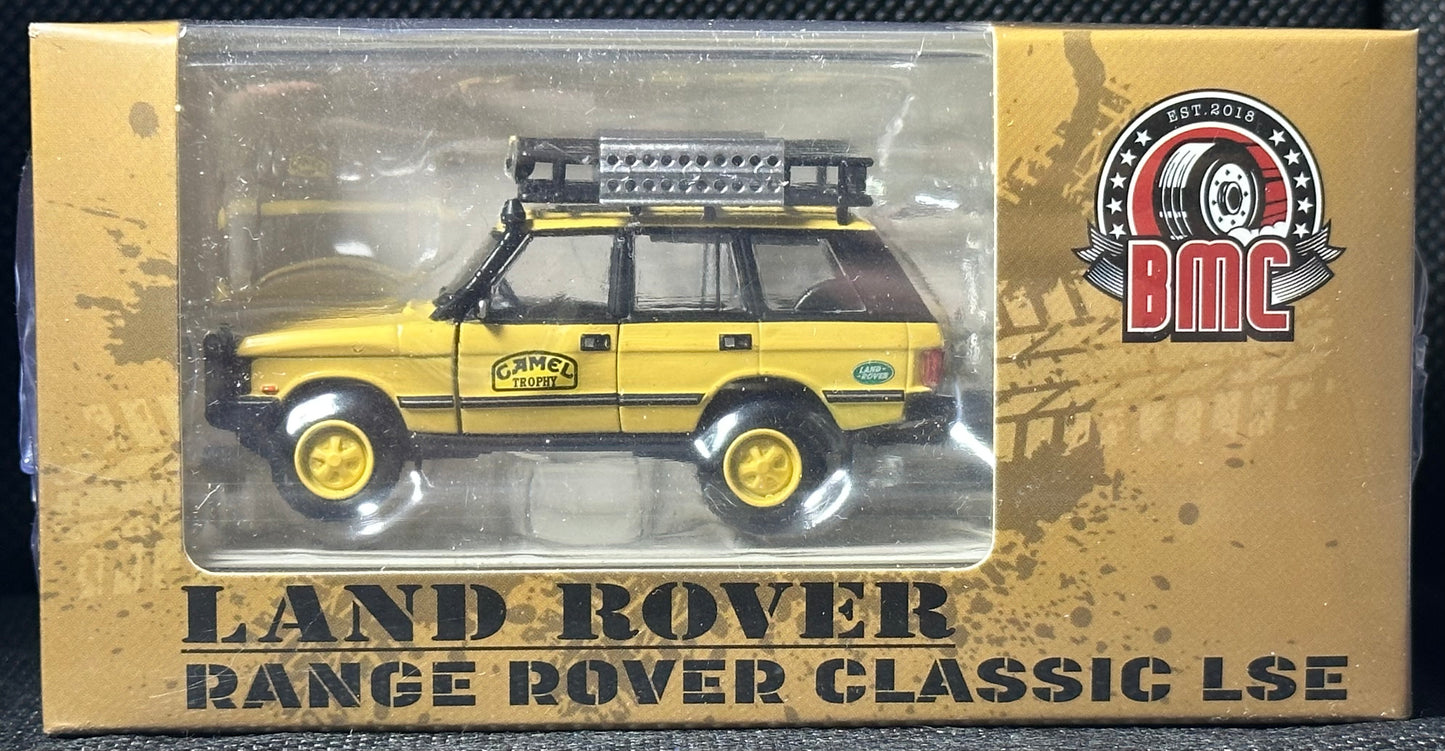 EST.2018
BMC
CAMEL
TROPHY
LAND-
-ROVER
LAND ROVER
RANGE ROVER CLASSIC LSE